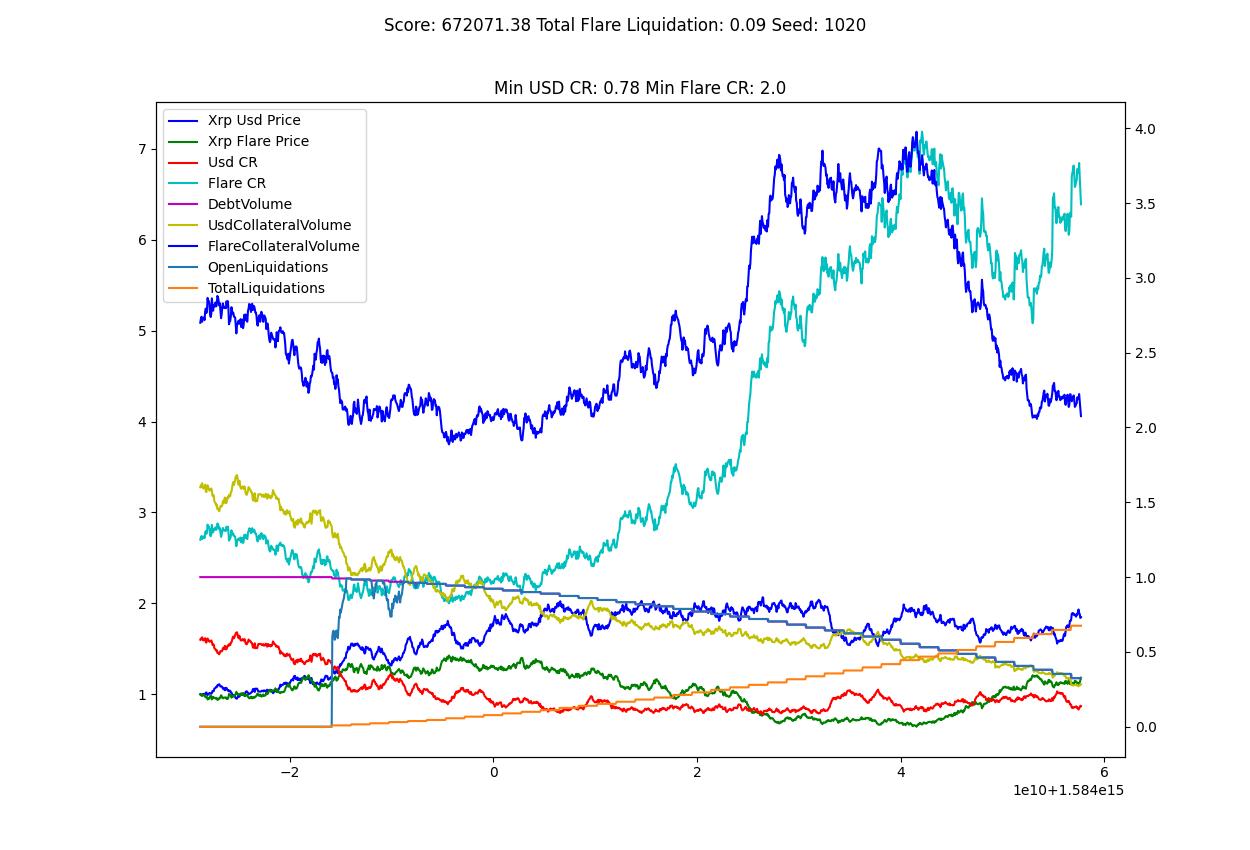 Score: 672071.38 Total Flare Liquidation: 0.09 Seed: 1020
Min USD CR: 0.78 Min Flare CR: 2.0
Xrp Usd Price
Xrp Flare Price
Usd CR
Flare CR
DebtVolume
UsdCollateralVolume
FlareCollateralVolume
OpenLiquidations
TotalLiquidations
7
6
5
4
3
2
1
4.0
3.5
3.0
2.5
2.0
1.5
1.0
0.5
0.0
−2 0 2 4 6
1e10+1.584e15